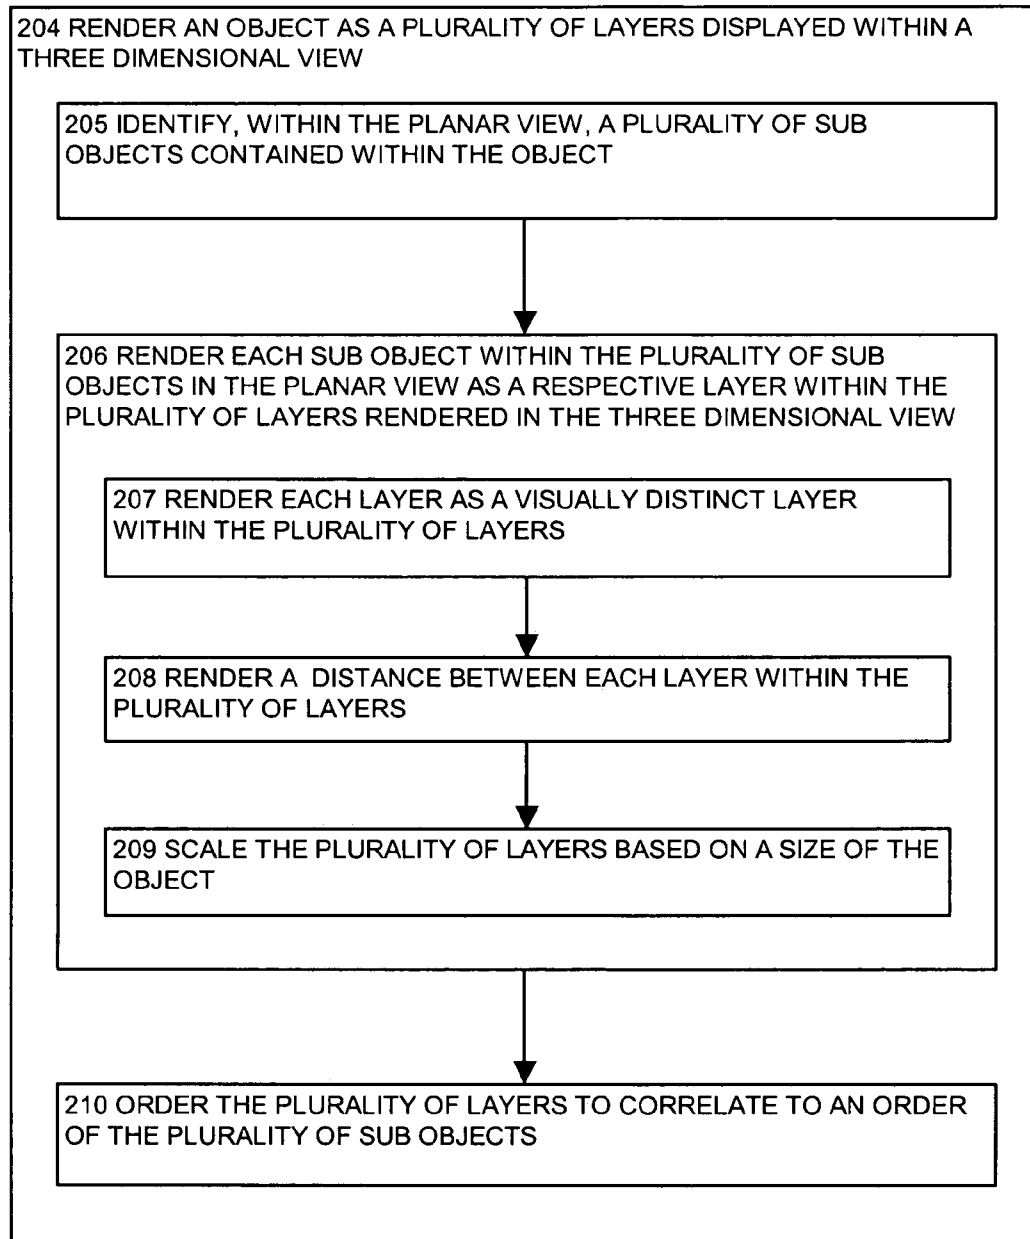 204 RENDER AN OBJECT AS A PLURALITY OF LAYERS DISPLAYED WITHIN A
THREE DIMENSIONAL VIEW
205 IDENTIFY, WITHIN THE PLANAR VIEW, A PLURALITY OF SUB
OBJECTS CONTAINED WITHIN THE OBJECT
206 RENDER EACH SUB OBJECT WITHIN THE PLURALITY OF SUB
OBJECTS IN THE PLANAR VIEW AS A RESPECTIVE LAYER WITHIN THE
PLURALITY OF LAYERS RENDERED IN THE THREE DIMENSIONAL VIEW
207 RENDER EACH LAYER AS A VISUALLY DISTINCT LAYER
WITHIN THE PLURALITY OF LAYERS
208 RENDER A DISTANCE BETWEEN EACH LAYER WITHIN THE
PLURALITY OF LAYERS
209 SCALE THE PLURALITY OF LAYERS BASED ON A SIZE OF THE
OBJECT
210 ORDER THE PLURALITY OF LAYERS TO CORRELATE TO AN ORDER
OF THE PLURALITY OF SUB OBJECTS